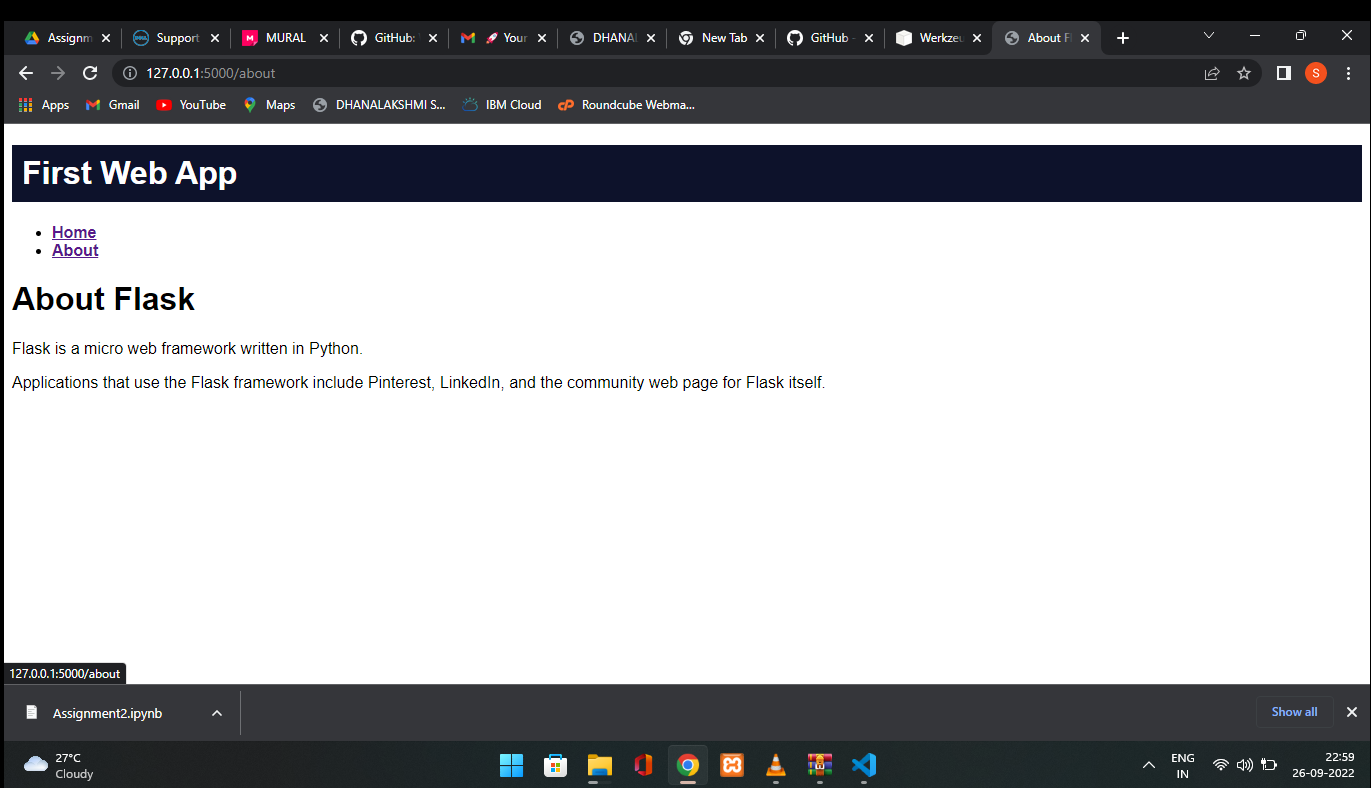 Assignm
Support
MURAL
GitHub:
Your
DHANAL
New Tab
GitHub -
Werkzeu
About Fl
127.0.0.1:5000/about
S
Apps
Gmail
YouTube
Maps
DHANALAKSHMI S...
IBM Cloud
Roundcube Webma...
First Web App
Home
About
About Flask
Flask is a micro web framework written in Python.
Applications that use the Flask framework include Pinterest, LinkedIn, and the community web page for Flask itself.
127.0.0.1:5000/about
Assignment2.ipynb
Show all
27°C
Cloudy
ENG
IN
22:59
26-09-2022